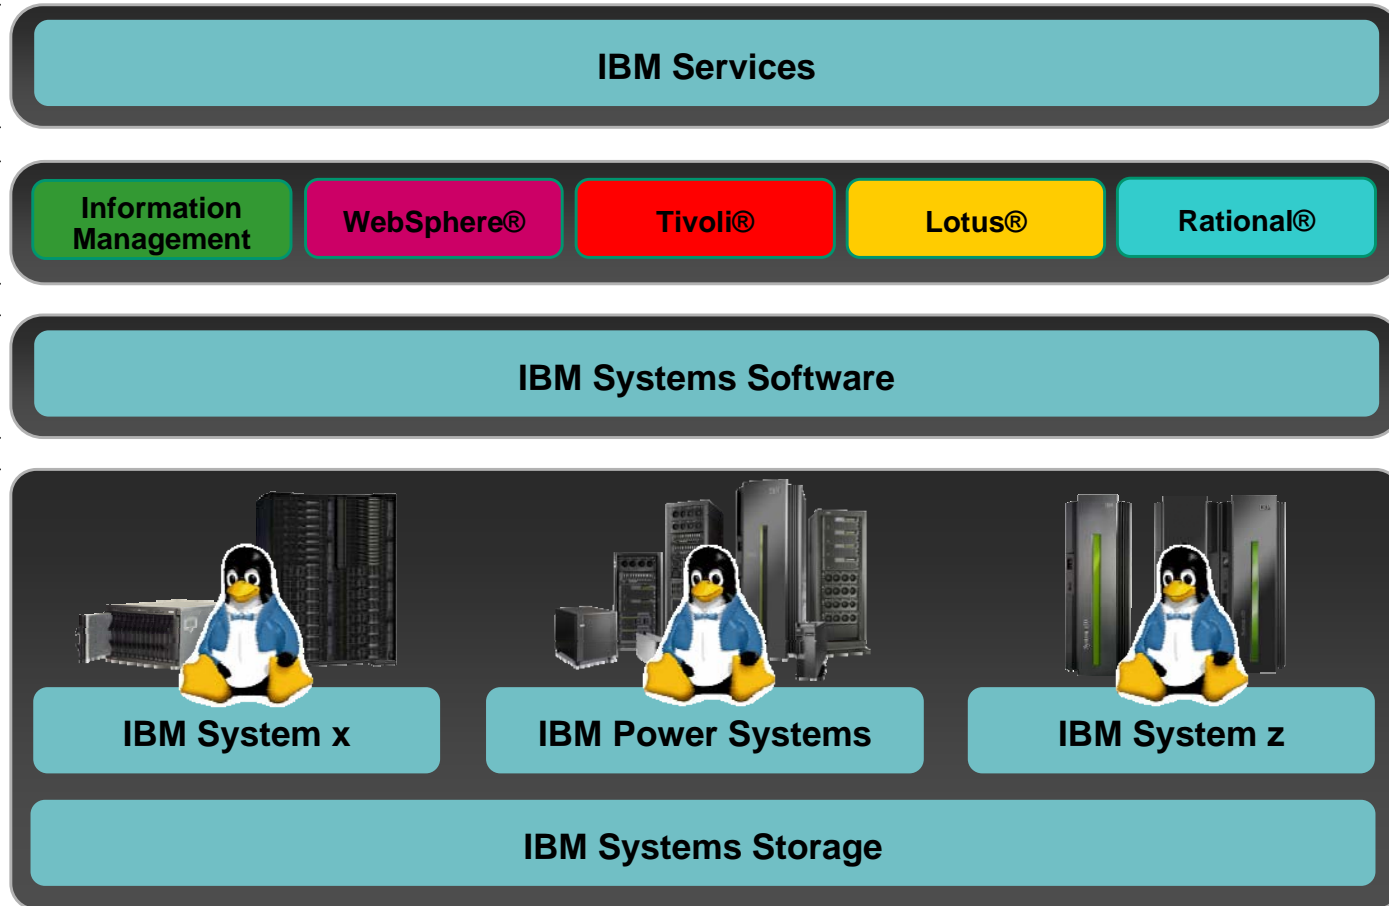 IBM Services
Information
Management
WebSphere®
Tivoli®
Lotus®
Rational®
IBM Systems Software
IBM System x
IBM Power Systems
IBM System z
IBM Systems Storage